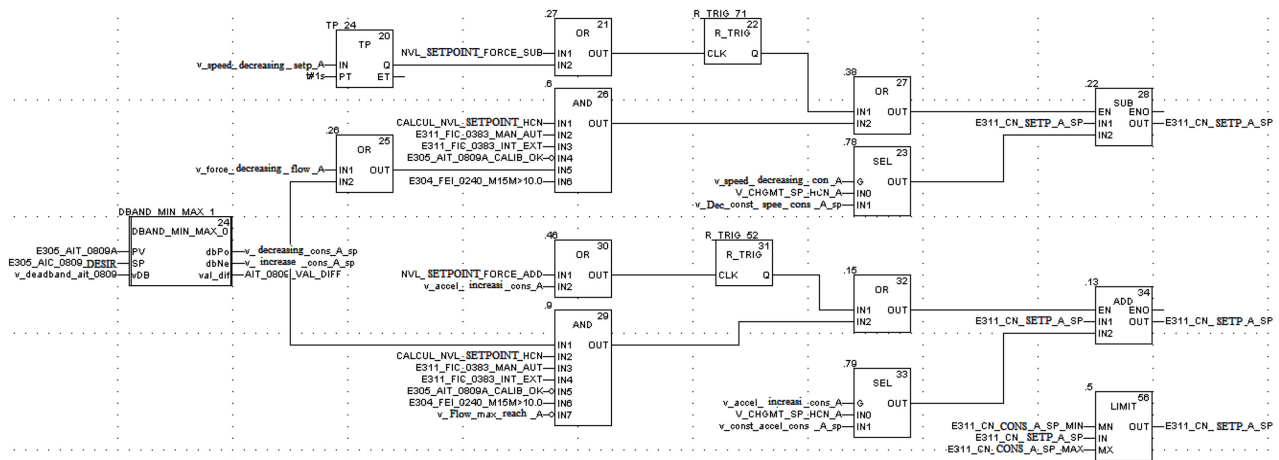 TP_24
20
TP
v_speed_decreasing_setp_A
IN
Q
t#1s
PT
ET
.27
21
OR
NVL_SETPOINT_FORCE_SUB
IN1
OUT
IN2
R_TRIG_71
22
R_TRIG
CLK
Q
.6
26
AND
CALCUL_NVL_SETPOINT_HCN
IN1
OUT
E311_FIC_0383_MAN_AUT
IN2
E311_FIC_0383_INT_EXT
IN3
E305_AIT_0809A_CALIB_OK
IN4
IN5
E304_FEI_0240_M15M>10.0
IN6
.26
25
OR
v_force_decreasing_flow_A
IN1
OUT
IN2
.38
27
OR
IN1
OUT
IN2
.22
28
SUB
EN
ENO
E311_CN_SETP_A_SP
IN1
OUT
E311_CN_SETP_A_SP
IN2
.78
23
SEL
v_speed_decreasing_con_A
G
OUT
V_CHGMT_SP_HCN_A
IN0
v_Dec_const_spee_cons_A_sp
IN1
DBAND_MIN_MAX_1
24
DBAND_MIN_MAX_0
E305_AIT_0809A
PV
dbPo
v_decreasing_cons_A_sp
E305_AIC_0809_DESIR
SP
dbNe
v_increase_cons_A_sp
v_deadband_ait_0809
vDB
val_dif
AIT_0809_VAL_DIFF
.46
30
OR
NVL_SETPOINT_FORCE_ADD
IN1
OUT
v_accel_increasi_cons_A
IN2
R_TRIG_52
31
R_TRIG
CLK
Q
.9
29
AND
IN1
OUT
CALCUL_NVL_SETPOINT_HCN
IN2
E311_FIC_0383_MAN_AUT
IN3
E311_FIC_0383_INT_EXT
IN4
E305_AIT_0809A_CALIB_OK
IN5
E304_FEI_0240_M15M>10.0
IN6
v_Flow_max_reach_A
IN7
.15
32
OR
IN1
OUT
IN2
.13
34
ADD
EN
ENO
E311_CN_SETP_A_SP
IN1
OUT
E311_CN_SETP_A_SP
IN2
.79
33
SEL
v_accel_increasi_cons_A
G
OUT
V_CHGMT_SP_HCN_A
IN0
v_const_accel_cons_A_sp
IN1
.5
56
LIMIT
E311_CN_CONS_A_SP_MIN
MN
OUT
E311_CN_SETP_A_SP
E311_CN_SETP_A_SP
IN
E311_CN_CONS_A_SP_MAX
MX